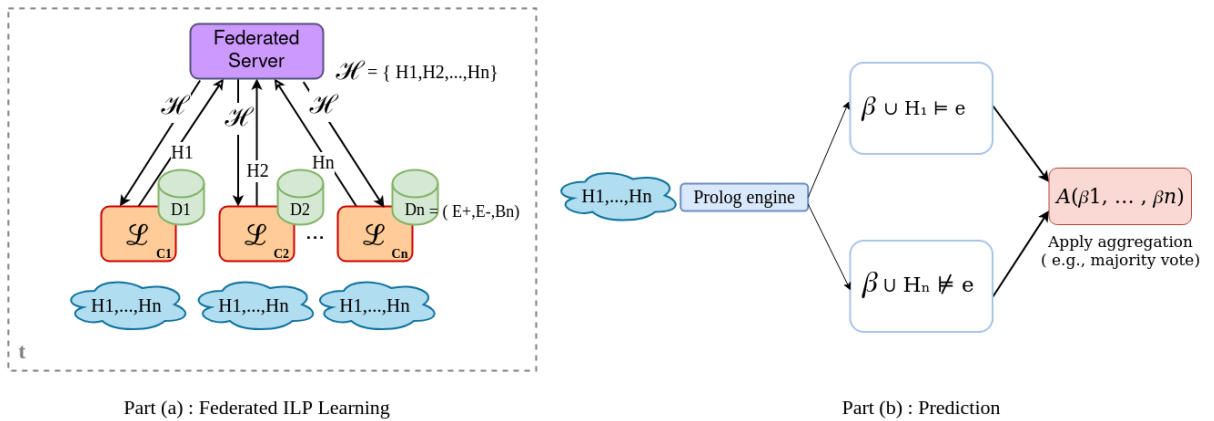 Federated
Server
ℋ = { H1,H2,...,Hn}
ℋ
ℋ
ℋ
H1
H2
Hn
D1
D2
Dn = ( E+,E-,Bn)
ℒ
C1
ℒ
C2
...
ℒ
Cn
H1,...,Hn
H1,...,Hn
H1,...,Hn
t
Part (a) : Federated ILP Learning
H1,...,Hn
Prolog engine
β ∪ H₁ ⊨ e
β ∪ Hₙ ⊭ e
A(β1, ... , βn)
Apply aggregation
( e.g., majority vote)
Part (b) : Prediction